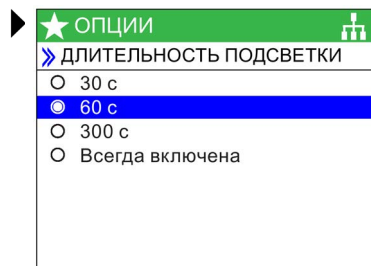 ОПЦИИ
ДЛИТЕЛЬНОСТЬ ПОДСВЕТКИ
30 с
60 с
300 с
Всегда включена